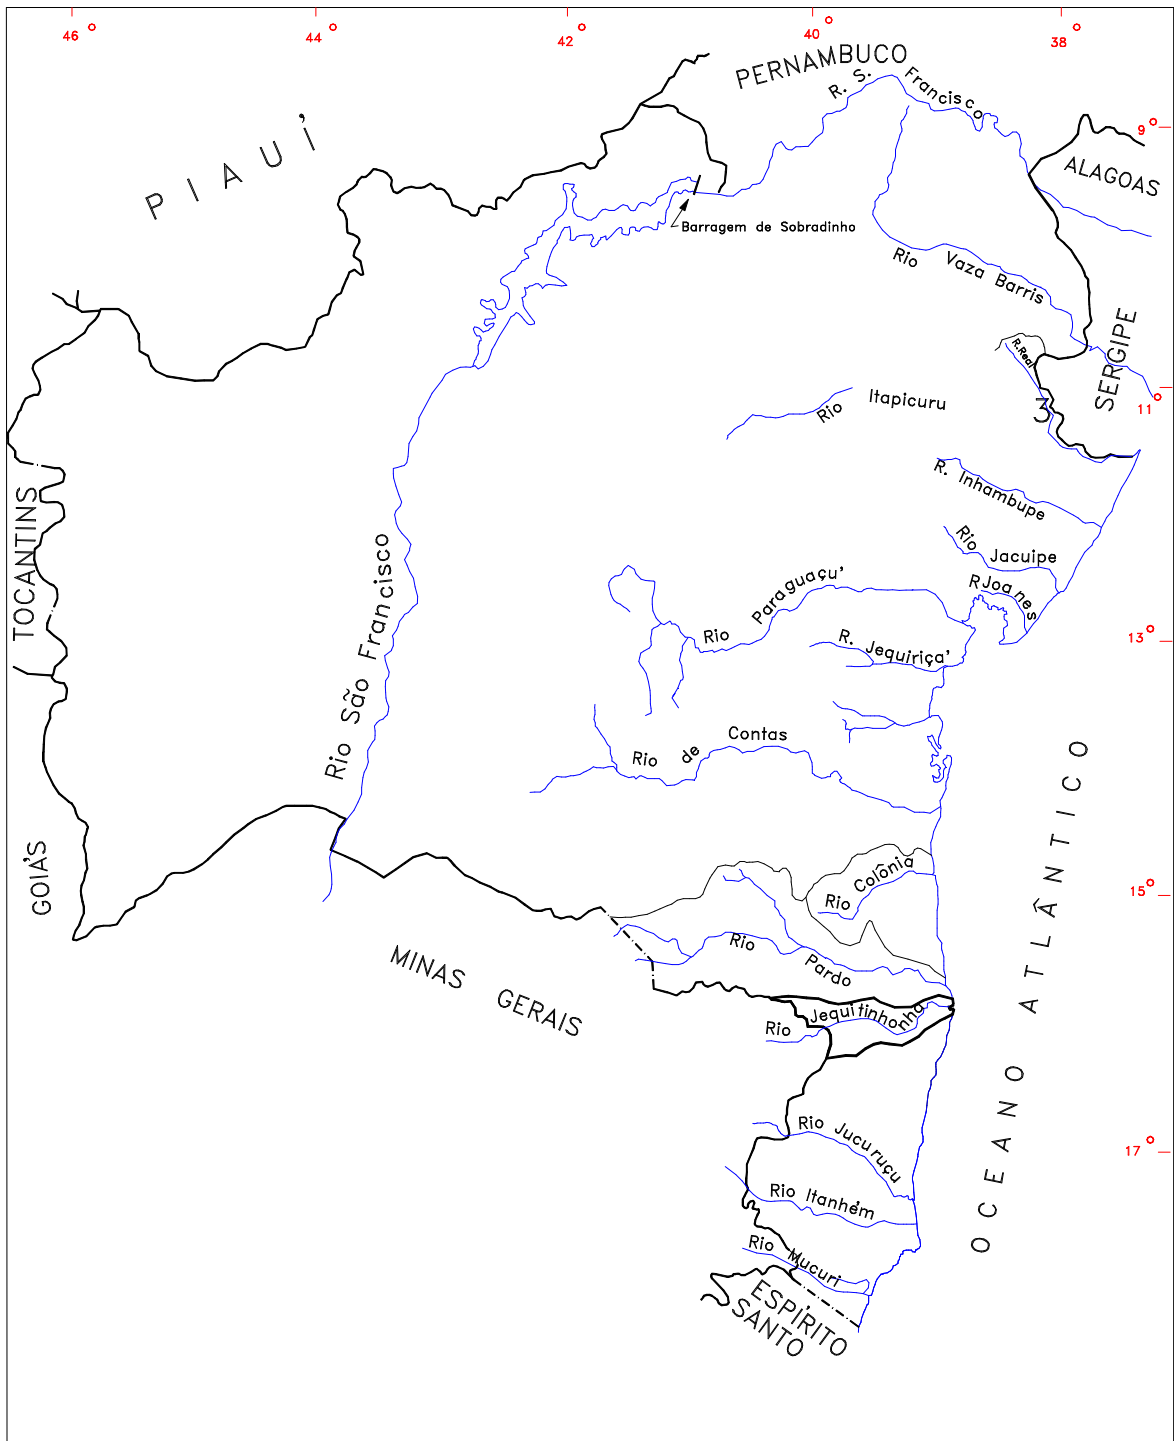 46° 44° 42° 40° 38°
PERNAMBUCO
R. S. Francisco
9°
PIAUÍ
ALAGOAS
Barragem de Sobradinho
Rio Vaza Barris
SERGIPE
R.Real
3
11°
Rio Itapicuru
R. Inhambupe
TOCANTINS
Rio Jacuipe
Rio São Francisco
Rio Paraguaçu'
R Joanes
13°
R. Jequiriça'
Rio de Contas
OCEANO ATLÂNTICO
GOIA'S
Rio Colônia
15°
MINAS GERAIS
Rio Pardo
Rio Jequitinhonha
Rio Jucuruçu
17°
Rio Itanhém
Rio Mucuri
ESPÍRITO
SANTO